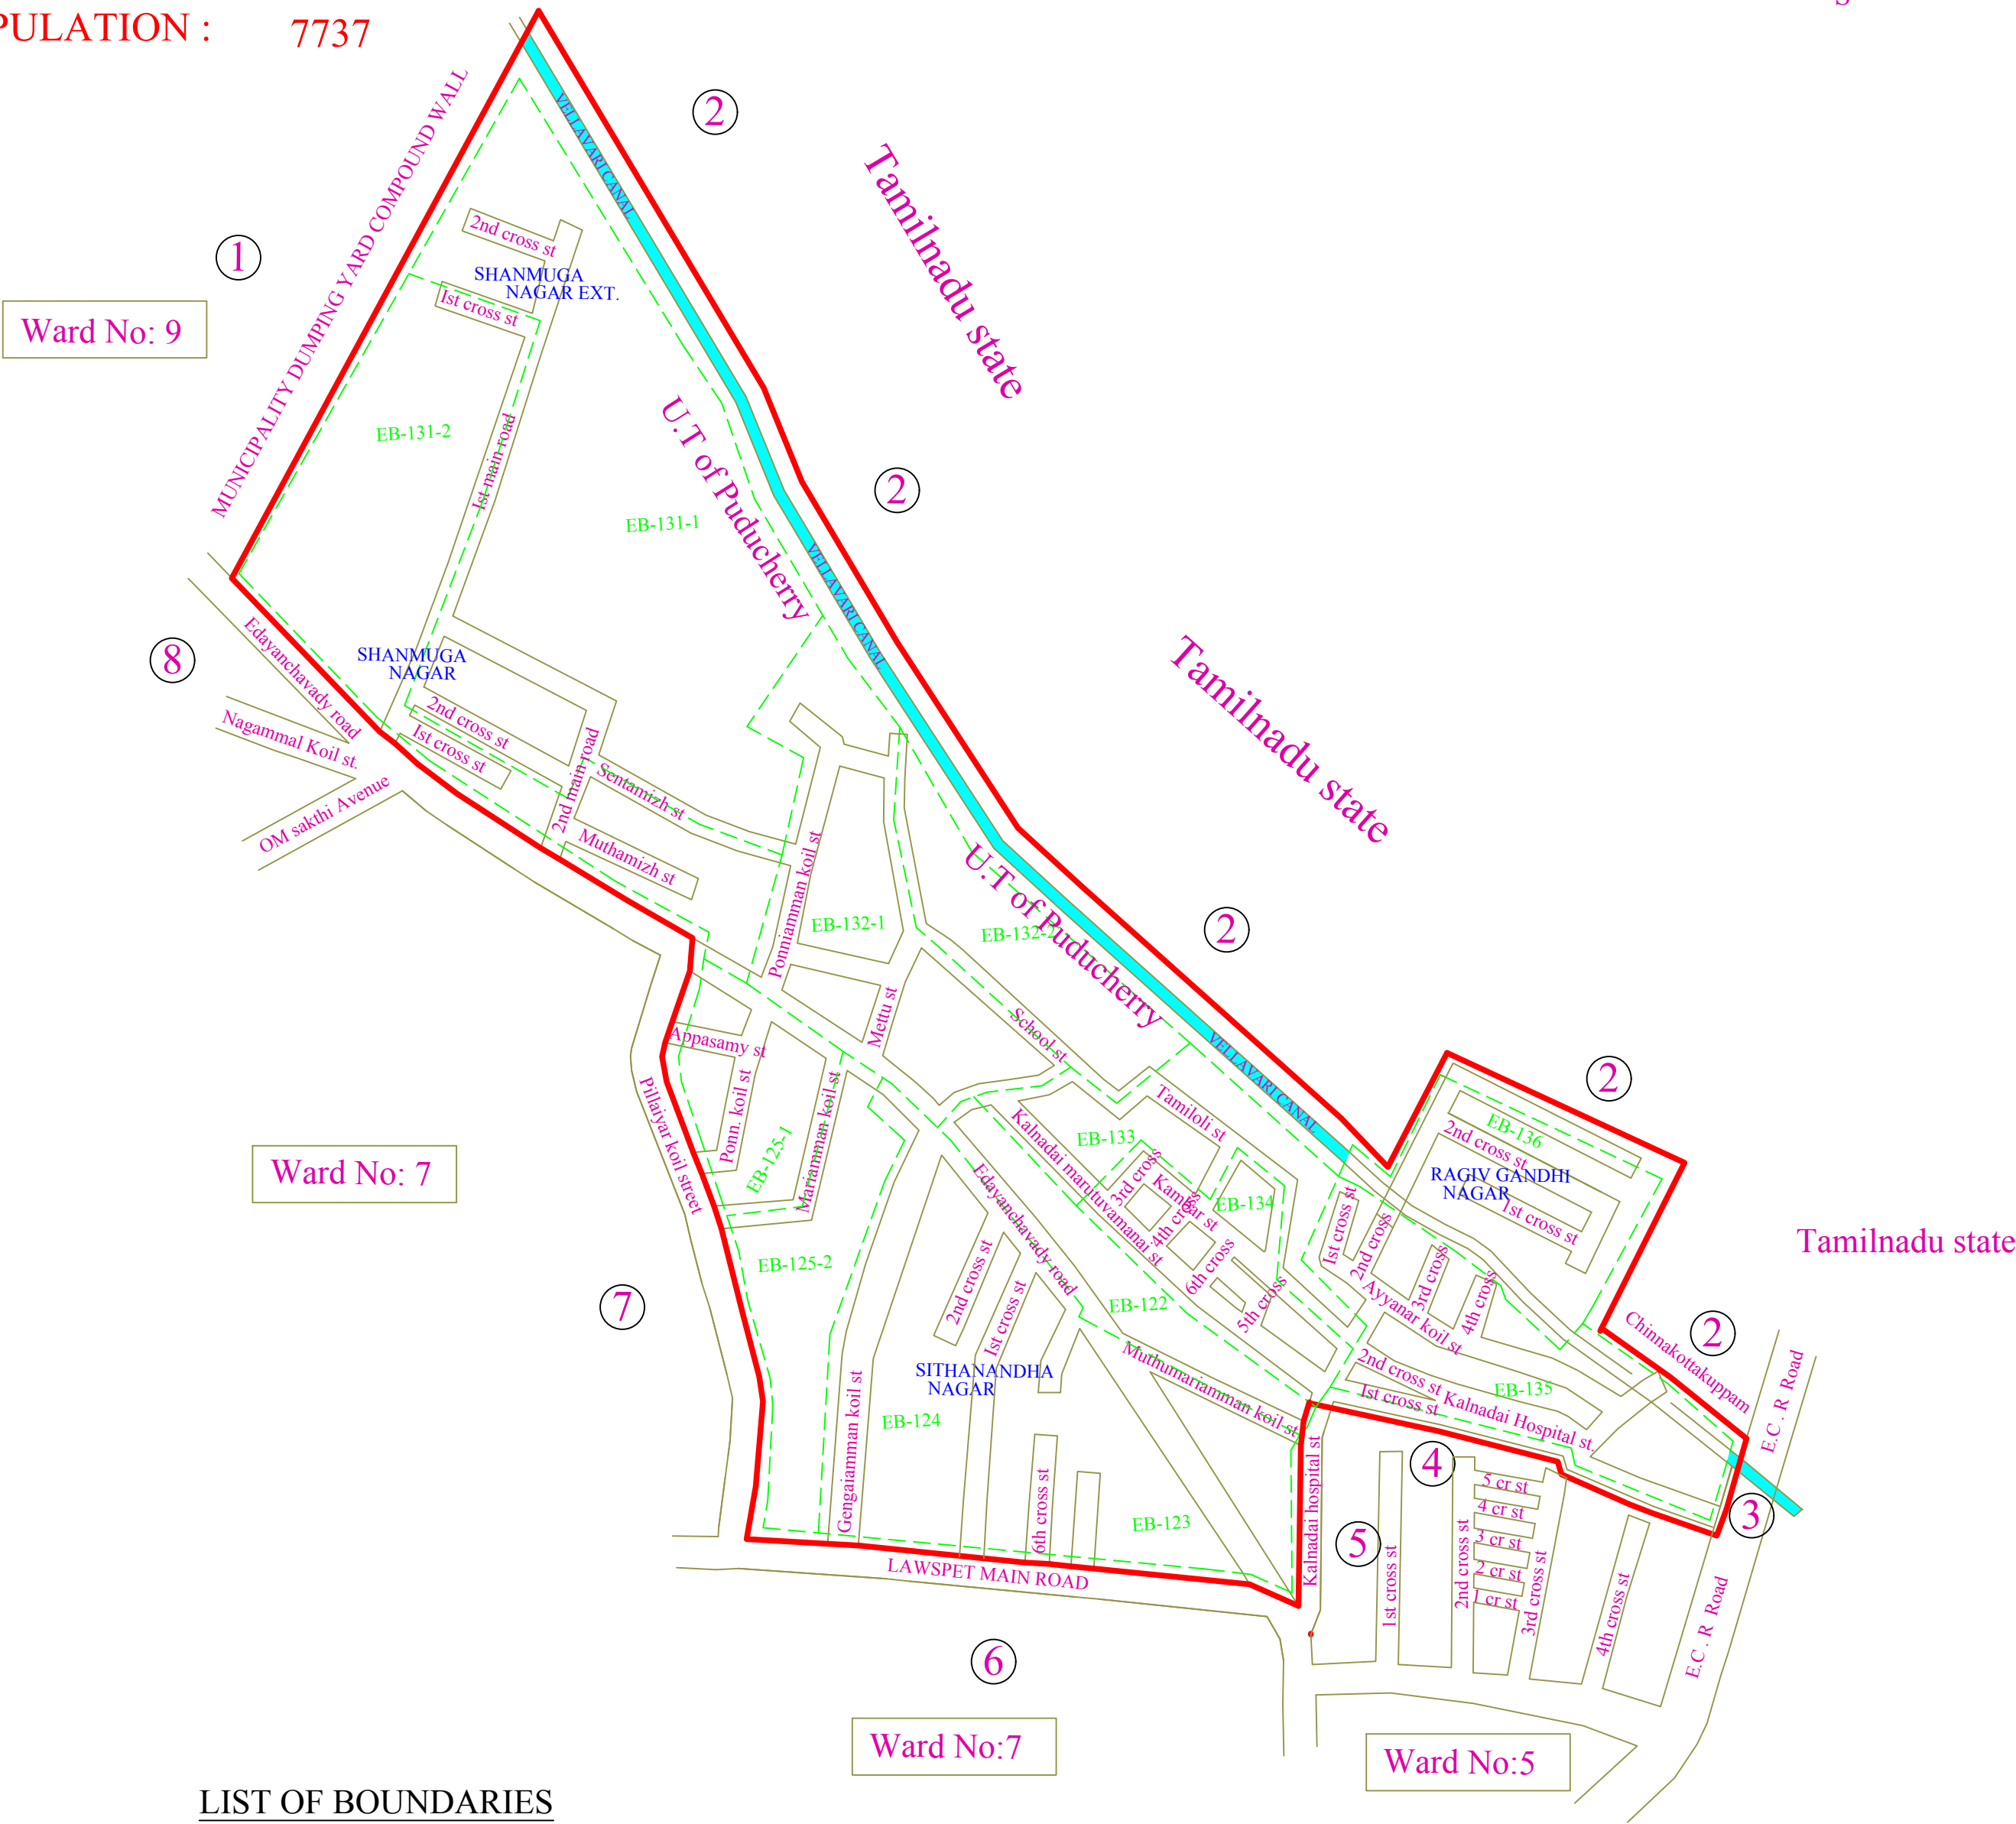 PULATION : 7737
2
MUNICIPALITY DUMPING YARD COMPOUND WALL
VELLAVARI CANAL
Tamilnadu state
1
2nd cross st
SHANMUGA
NAGAR EXT.
Ist cross st
Ward No: 9
EB-131-2
Ist main road
U.T of Puducherry
2
EB-131-1
VELLAVARI CANAL
Edayanchavady road
8
SHANMUGA
NAGAR
Tamilnadu state
Nagammal Koil st.
2nd cross st
Ist cross st
2nd main road
Sentamizh st
OM sakthi Avenue
Muthamizh st
Ponniamman koil st
EB-132-1
EB-132-2
U.T of Puducherry
2
Mettu st
School st
Appasamy st
VELLAVARI CANAL
2
Pillaiyar koil street
Ponn. koil st
EB-125-1
Mariamman koil st
Tamiloli st
EB-133
Kalnadai marutuvamanai st
EB-136
2nd cross st
RAGIV GANDHI
NAGAR
1st cross st
Ward No: 7
Edayanchavady road
3rd cross
Kambar st
4th cross
EB-134
6th cross
5th cross
Ist cross st
2nd cross
3rd cross
4th cross
Ayyanar koil st
Tamilnadu state
EB-125-2
7
2nd cross st
Ist cross st
EB-122
Chinnakottakuppam
2
E.C . R Road
Muthumariamman koil st
2nd cross st
Kalnadai Hospital st.
Ist cross st
EB-135
SITHANANDHA
NAGAR
EB-124
Gengaiamman koil st
6th cross st
EB-123
Kalnadai hospital st
4
3
5
5 cr st
4 cr st
3 cr st
2 cr st
1 cr st
1st cross st
2nd cross st
3rd cross st
4th cross st
E.C . R Road
LAWSPET MAIN ROAD
6
Ward No:7
Ward No:5
LIST OF BOUNDARIES